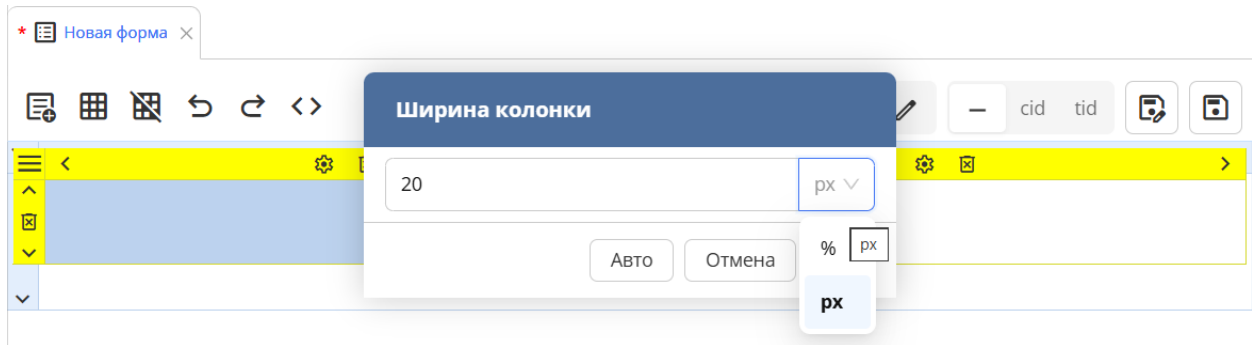 * Новая форма
Ширина колонки
cid tid
20 px
% px
Авто Отмена
px